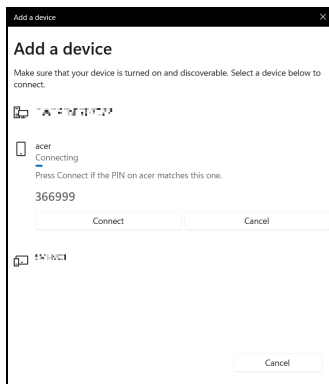 Add a device
Add a device
Make sure that your device is turned on and discoverable. Select a device below to
connect.
acer
Connecting
Press Connect if the PIN on acer matches this one.
366999
Connect
Cancel
Cancel